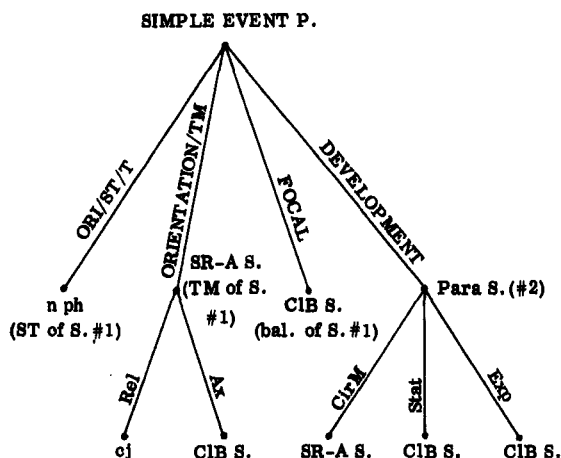 SIMPLE EVENT P.
ORI/ST/T
ORIENTATION/TM
FOCAL
DEVELOPMENT
n ph
(ST of S. #1)
SR-A S.
(TM of S.
#1)
ClB S.
(bal. of S. #1)
Para S. (#2)
Rel
Ax
CirM
Stat
Exp
cj
ClB S.
SR-A S.
ClB S.
ClB S.